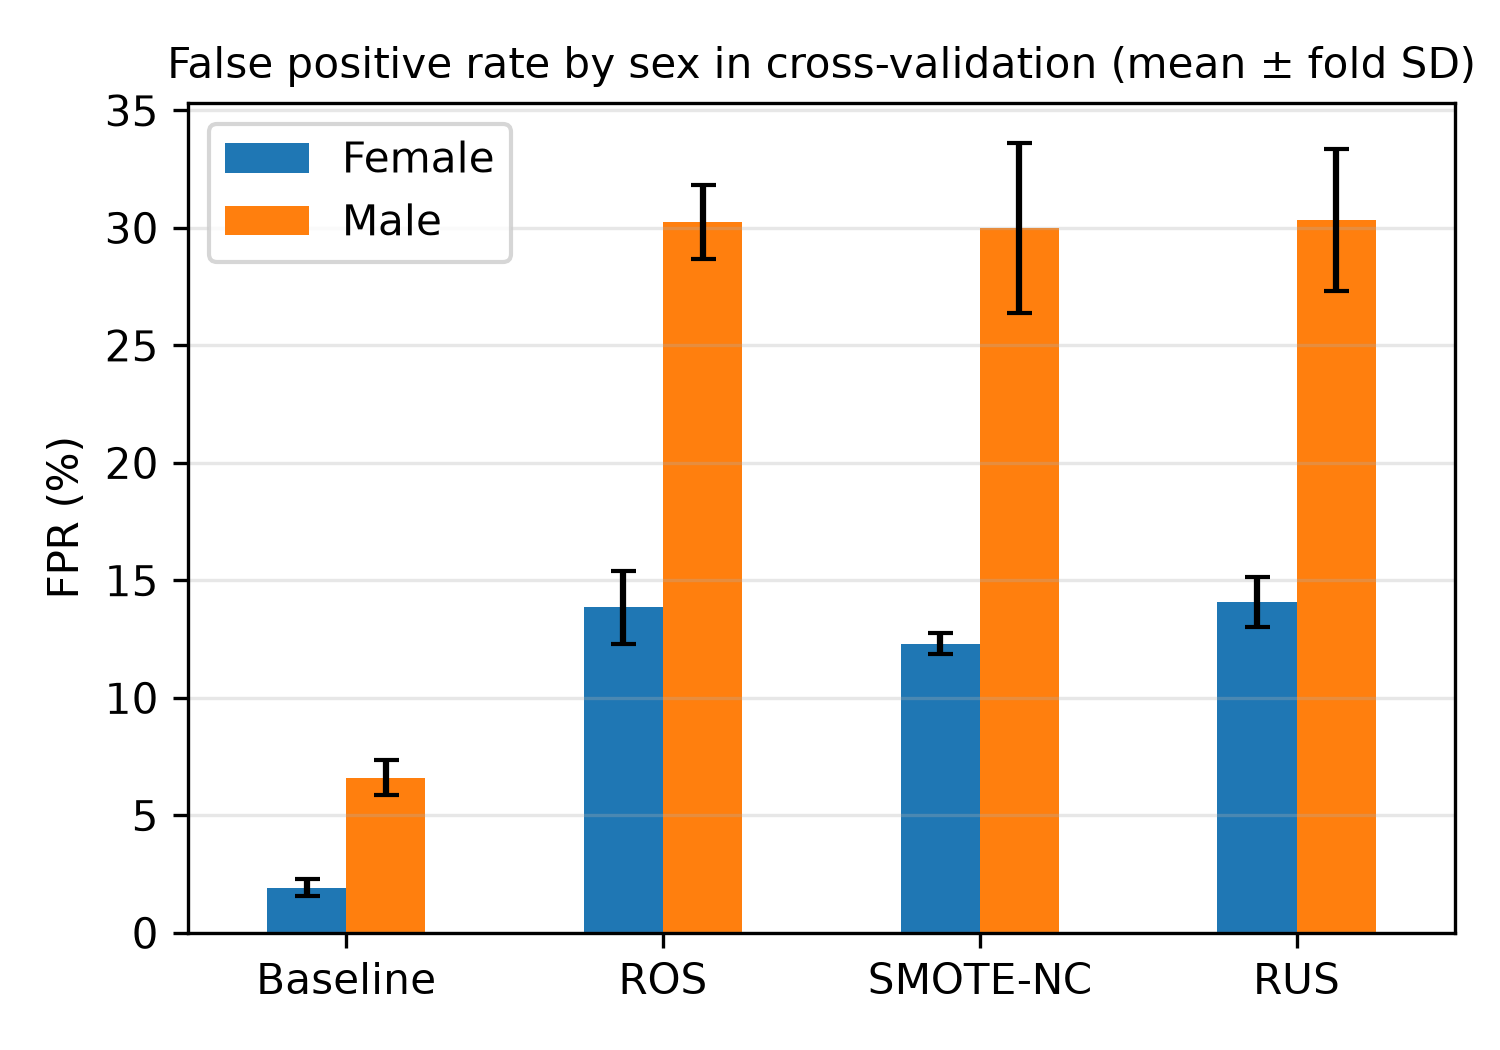 False positive rate by sex in cross-validation (mean ± fold SD)
35
30
25
20
15
10
5
0
FPR (%)
Female
Male
Baseline
ROS
SMOTE-NC
RUS